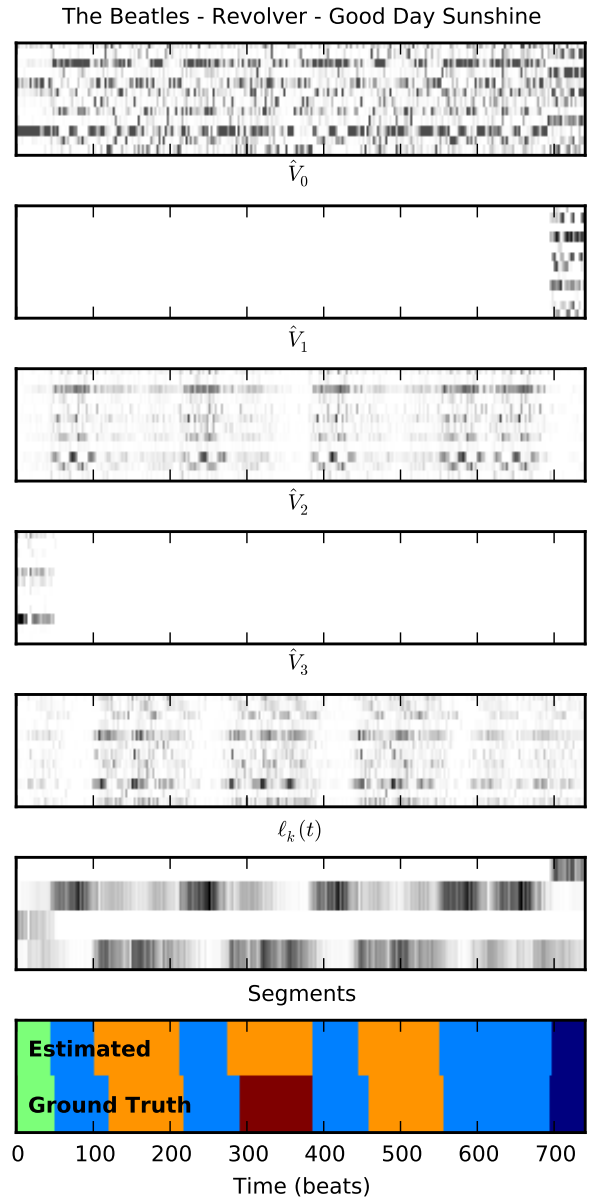 The Beatles - Revolver - Good Day Sunshine
V̂₀
V̂₁
V̂₂
V̂₃
ℓₖ(t)
Segments
Estimated
Ground Truth
0 100 200 300 400 500 600 700
Time (beats)